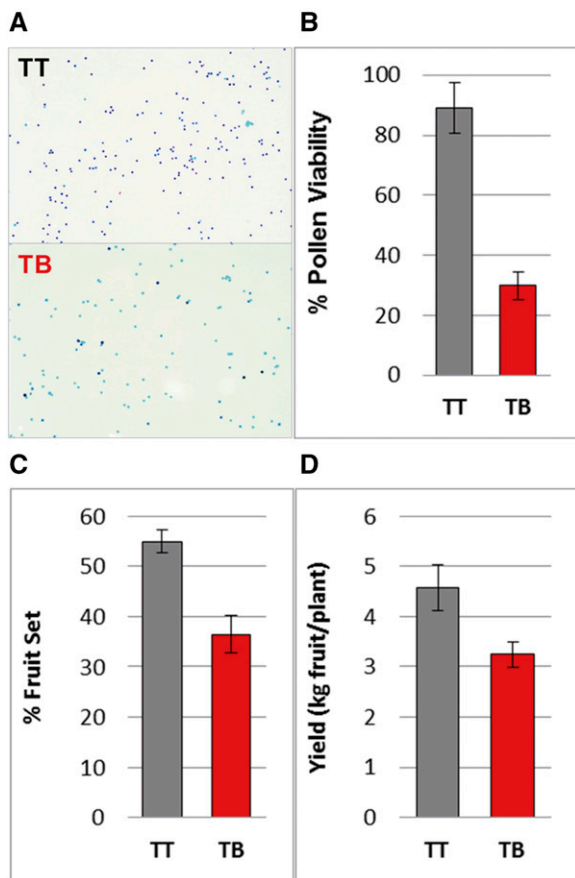 A
TT
TB
B
% Pollen Viability
100
80
60
40
20
0
TT TB
C
% Fruit Set
60
50
40
30
20
10
0
TT TB
D
Yield (kg fruit/plant)
6
5
4
3
2
1
0
TT TB